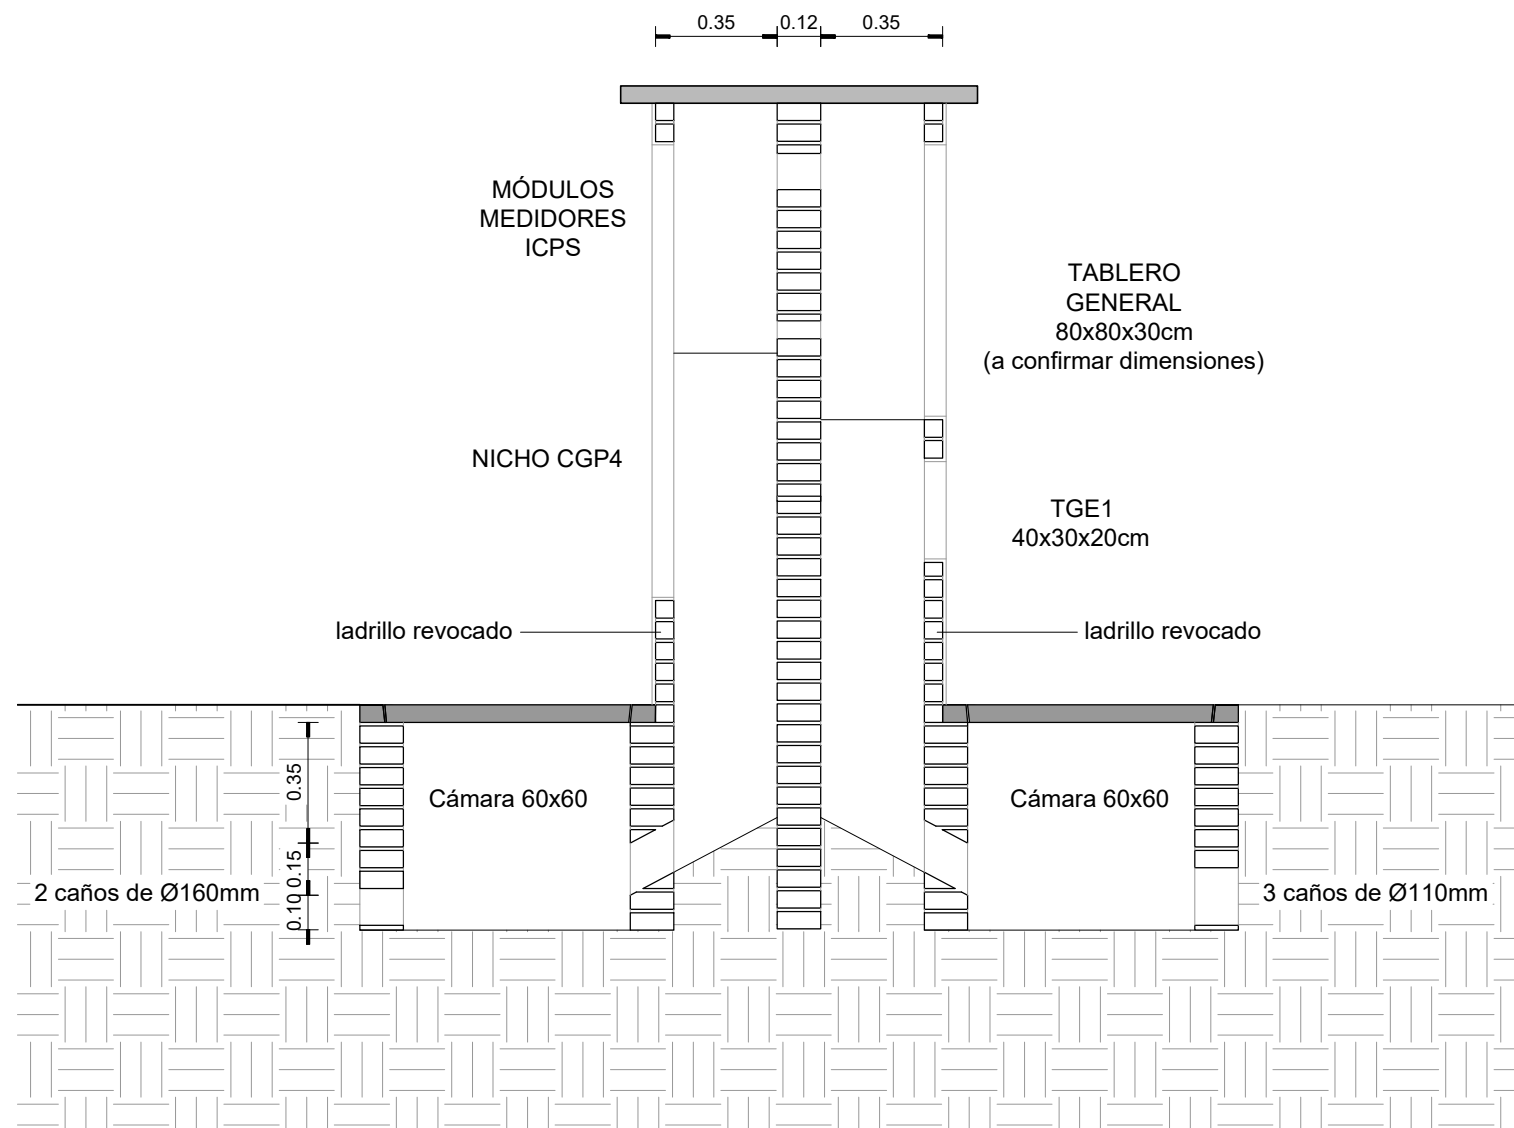 0.35 0.12 0.35
MÓDULOS
MEDIDORES
ICPS
TABLERO
GENERAL
80x80x30cm
(a confirmar dimensiones)
NICHO CGP4
TGE1
40x30x20cm
ladrillo revocado
ladrillo revocado
0.35
Cámara 60x60
Cámara 60x60
0.15
2 caños de Ø160mm
3 caños de Ø110mm
0.10